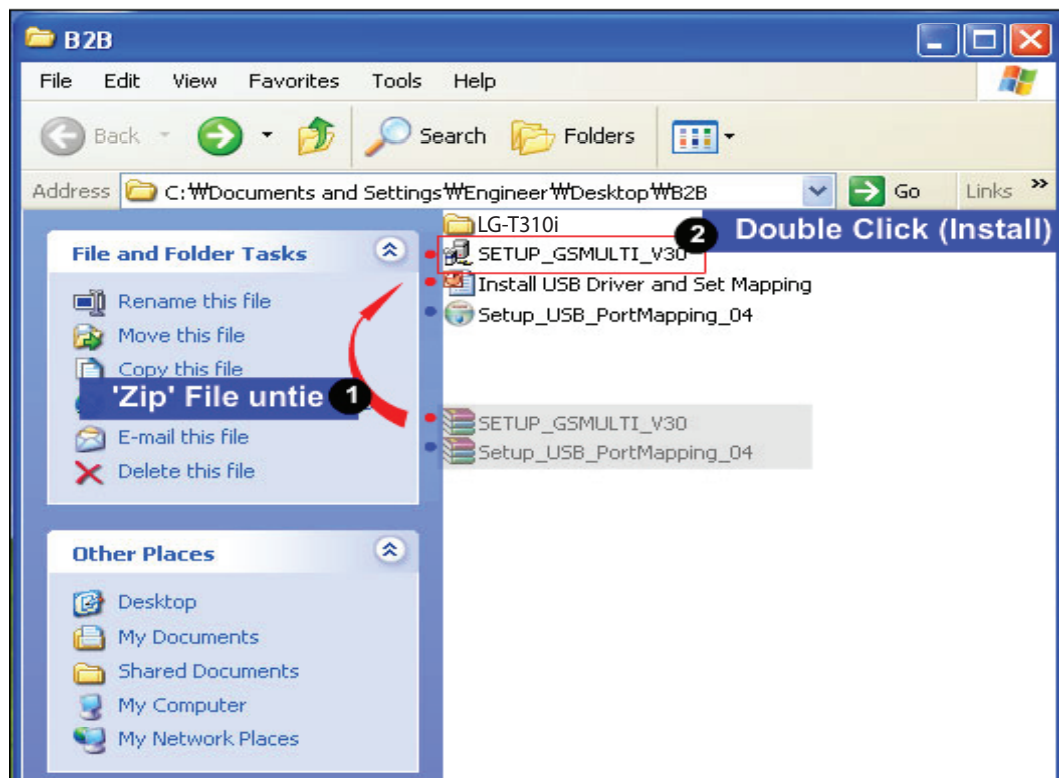 B2B
File Edit View Favorites Tools Help
Back Search Folders
Address C:₩Documents and Settings₩Engineer₩Desktop₩B2B Go Links »
File and Folder Tasks
Rename this file
Move this file
Copy this file
'Zip' File untie 1
E-mail this file
Delete this file
Other Places
Desktop
My Documents
Shared Documents
My Computer
My Network Places
LG-T310i
2 Double Click (Install)
SETUP_GSMULTI_V30
Install USB Driver and Set Mapping
Setup_USB_PortMapping_04
SETUP_GSMULTI_V30
Setup_USB_PortMapping_04